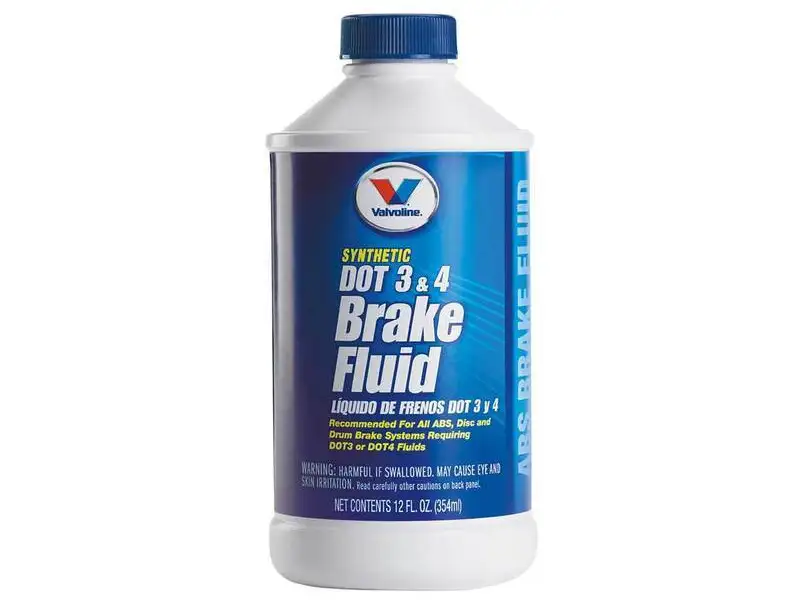 Valvoline.
SYNTHETIC
DOT 3 & 4
Brake
Fluid
LÍQUIDO DE FRENOS DOT 3 y 4
Recommended For All ABS, Disc and
Drum Brake Systems Requiring
DOT3 or DOT4 Fluids
WARNING: HARMFUL IF SWALLOWED. MAY CAUSE EYE AND
SKIN IRRITATION. Read carefully other cautions on back panel.
NET CONTENTS 12 FL. OZ. (354ml)
ABS BRAKE FLUID